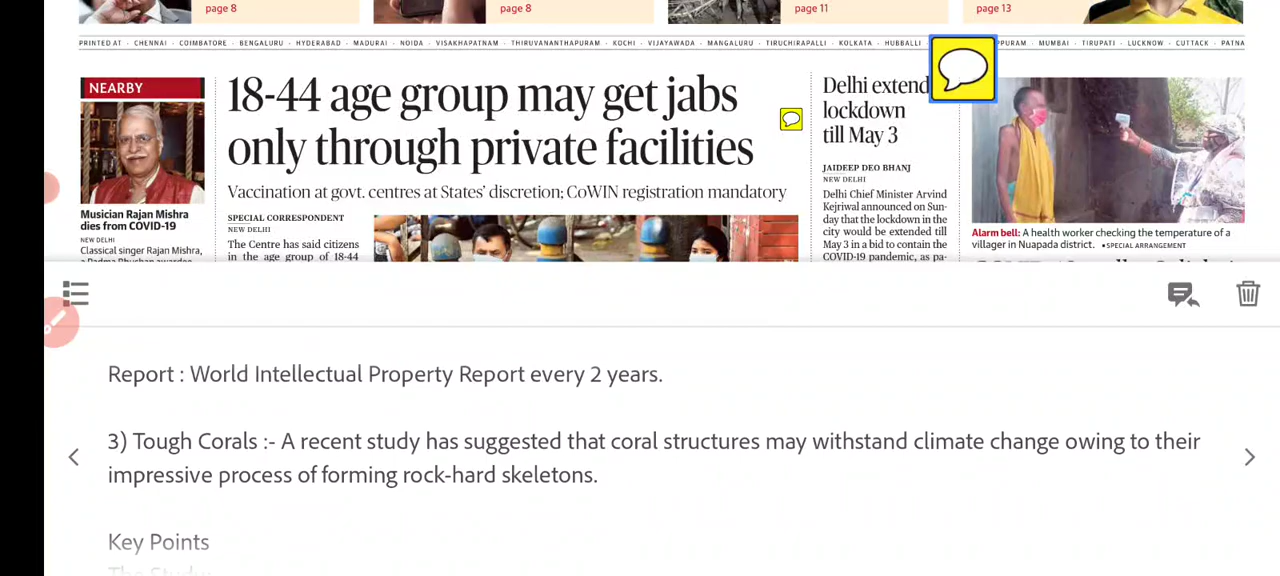 page 8
page 8
page 11
page 13
PRINTED AT · CHENNAI · COIMBATORE · BENGALURU · HYDERABAD · MADURAI · NOIDA · VISAKHAPATNAM · THIRUVANANTHAPURAM · KOCHI · VIJAYAWADA · MANGALURU · TIRUCHIRAPALLI · KOLKATA · HUBBALLI PURAM · MUMBAI · TIRUPATI · LUCKNOW · CUTTACK · PATNA
NEARBY
Musician Rajan Mishra
dies from COVID-19
NEW DELHI
Classical singer Rajan Mishra,
18-44 age group may get jabs
only through private facilities
Vaccination at govt. centres at States' discretion; CoWIN registration mandatory
SPECIAL CORRESPONDENT
NEW DELHI
The Centre has said citizens
in the age group of 18-44
Delhi extend
lockdown
till May 3
JAIDEEP DEO BHANJ
NEW DELHI
Delhi Chief Minister Arvind
Kejriwal announced on Sun-
day that the lockdown in the
city would be extended till
May 3 in a bid to contain the
COVID-19 pandemic, as pa-
Alarm bell: A health worker checking the temperature of a
villager in Nuapada district. ▪ SPECIAL ARRANGEMENT
Report : World Intellectual Property Report every 2 years.
3) Tough Corals :- A recent study has suggested that coral structures may withstand climate change owing to their
impressive process of forming rock-hard skeletons.
Key Points
The Study: